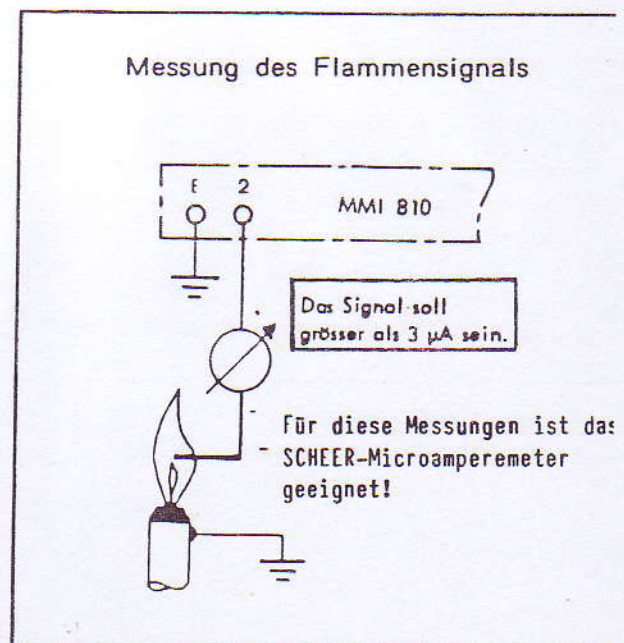 Messung des Flammensignals
E 2 MMI 810
Das Signal soll
grösser als 3 µA sein.
Für diese Messungen ist das
SCHEER-Microamperemeter
geeignet!